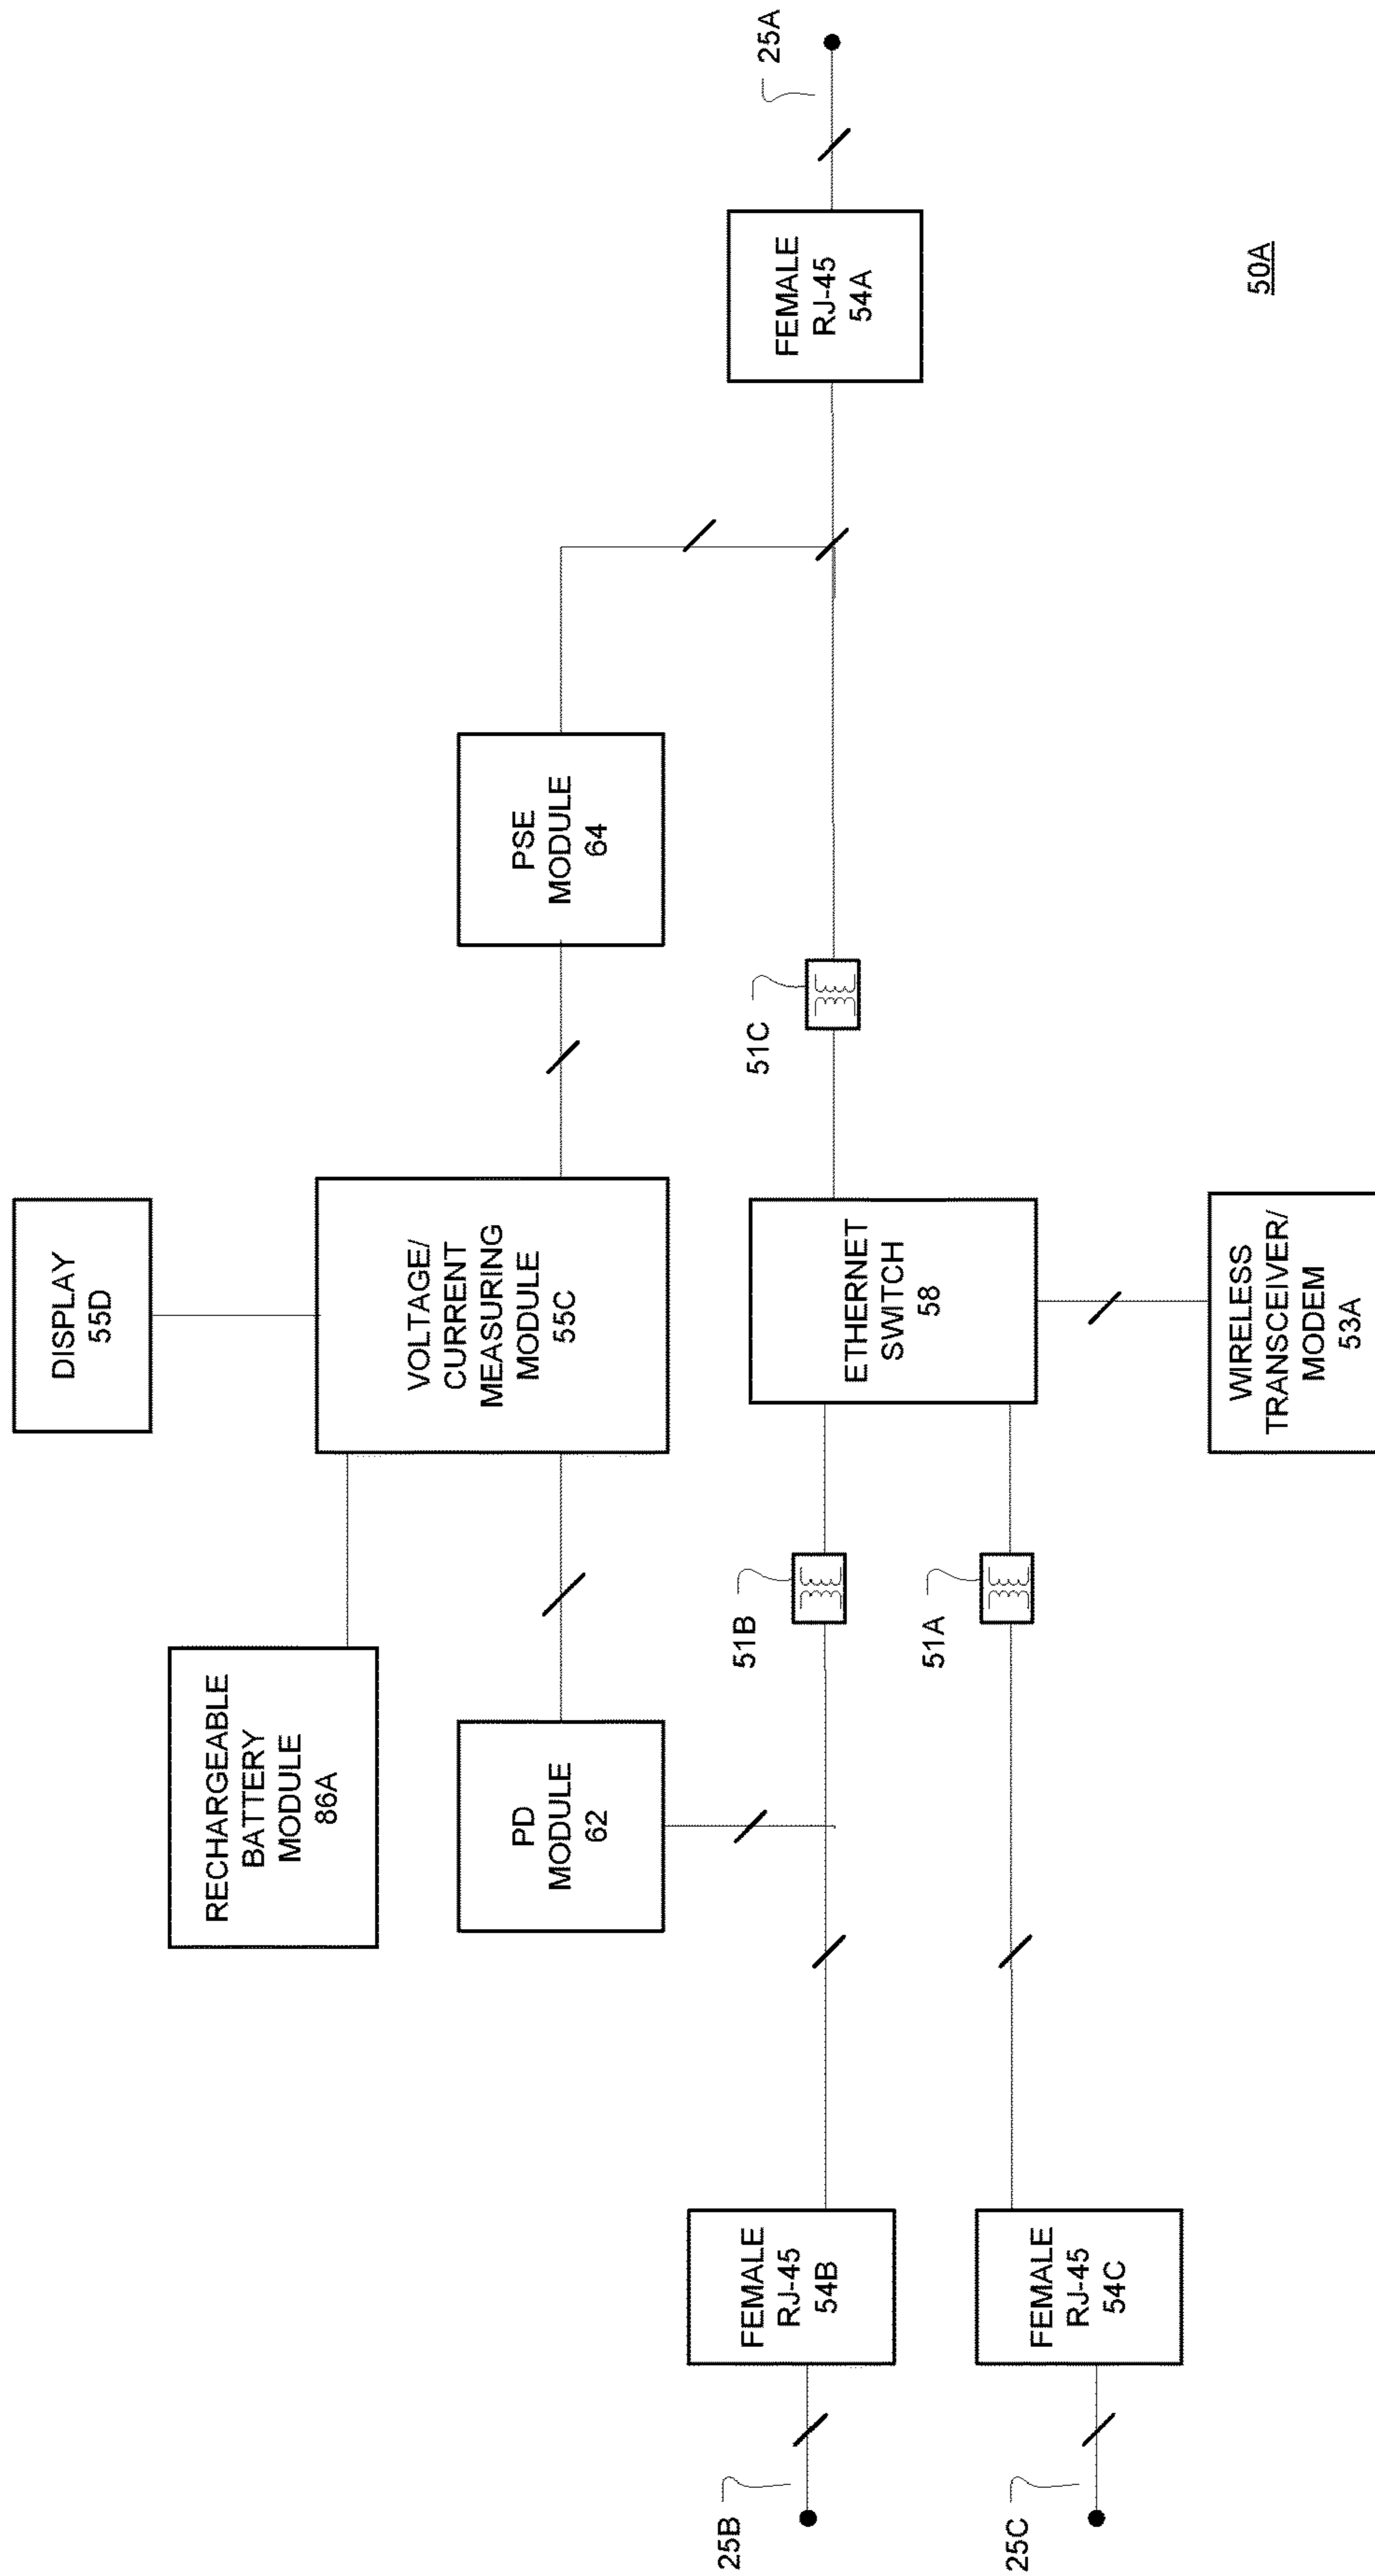 DISPLAY
55D
RECHARGEABLE
BATTERY
MODULE
86A
VOLTAGE/
CURRENT
MEASURING
MODULE
55C
PD
MODULE
62
PSE
MODULE
64
51B
51C
25A
25B
FEMALE
RJ-45
54B
ETHERNET
SWITCH
58
FEMALE
RJ-45
54A
51A
25C
FEMALE
RJ-45
54C
WIRELESS
TRANSCEIVER/
MODEM
53A
50A